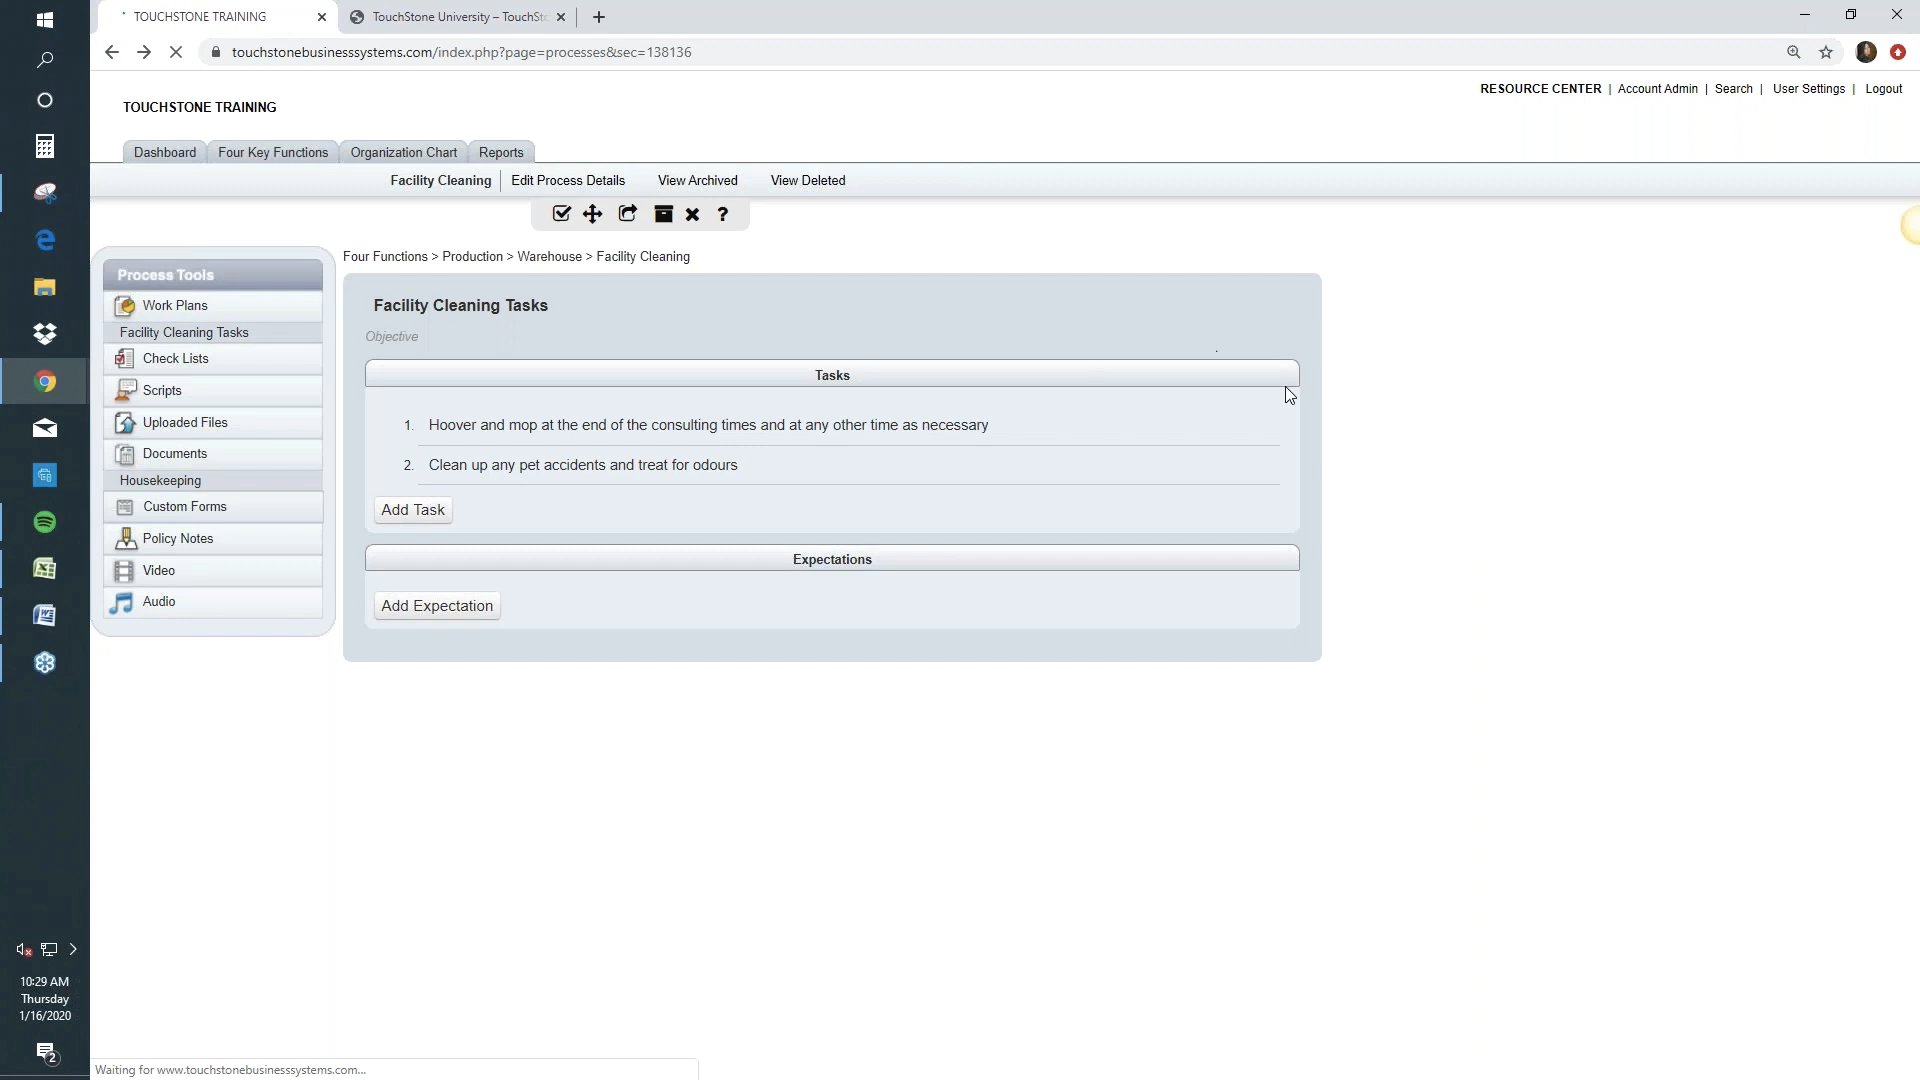 TOUCHSTONE TRAINING
TouchStone University – TouchSto
touchstonebusinesssystems.com/index.php?page=processes&sec=138136
RESOURCE CENTER | Account Admin | Search | User Settings | Logout
TOUCHSTONE TRAINING
Dashboard
Four Key Functions
Organization Chart
Reports
Facility Cleaning
Edit Process Details
View Archived
View Deleted
?
Process Tools
Work Plans
Facility Cleaning Tasks
Check Lists
Scripts
Uploaded Files
Documents
Housekeeping
Custom Forms
Policy Notes
Video
Audio
Four Functions > Production > Warehouse > Facility Cleaning
Facility Cleaning Tasks
Objective
Tasks
1. Hoover and mop at the end of the consulting times and at any other time as necessary
2. Clean up any pet accidents and treat for odours
Add Task
Expectations
Add Expectation
10:29 AM
Thursday
1/16/2020
2
Waiting for www.touchstonebusinesssystems.com...